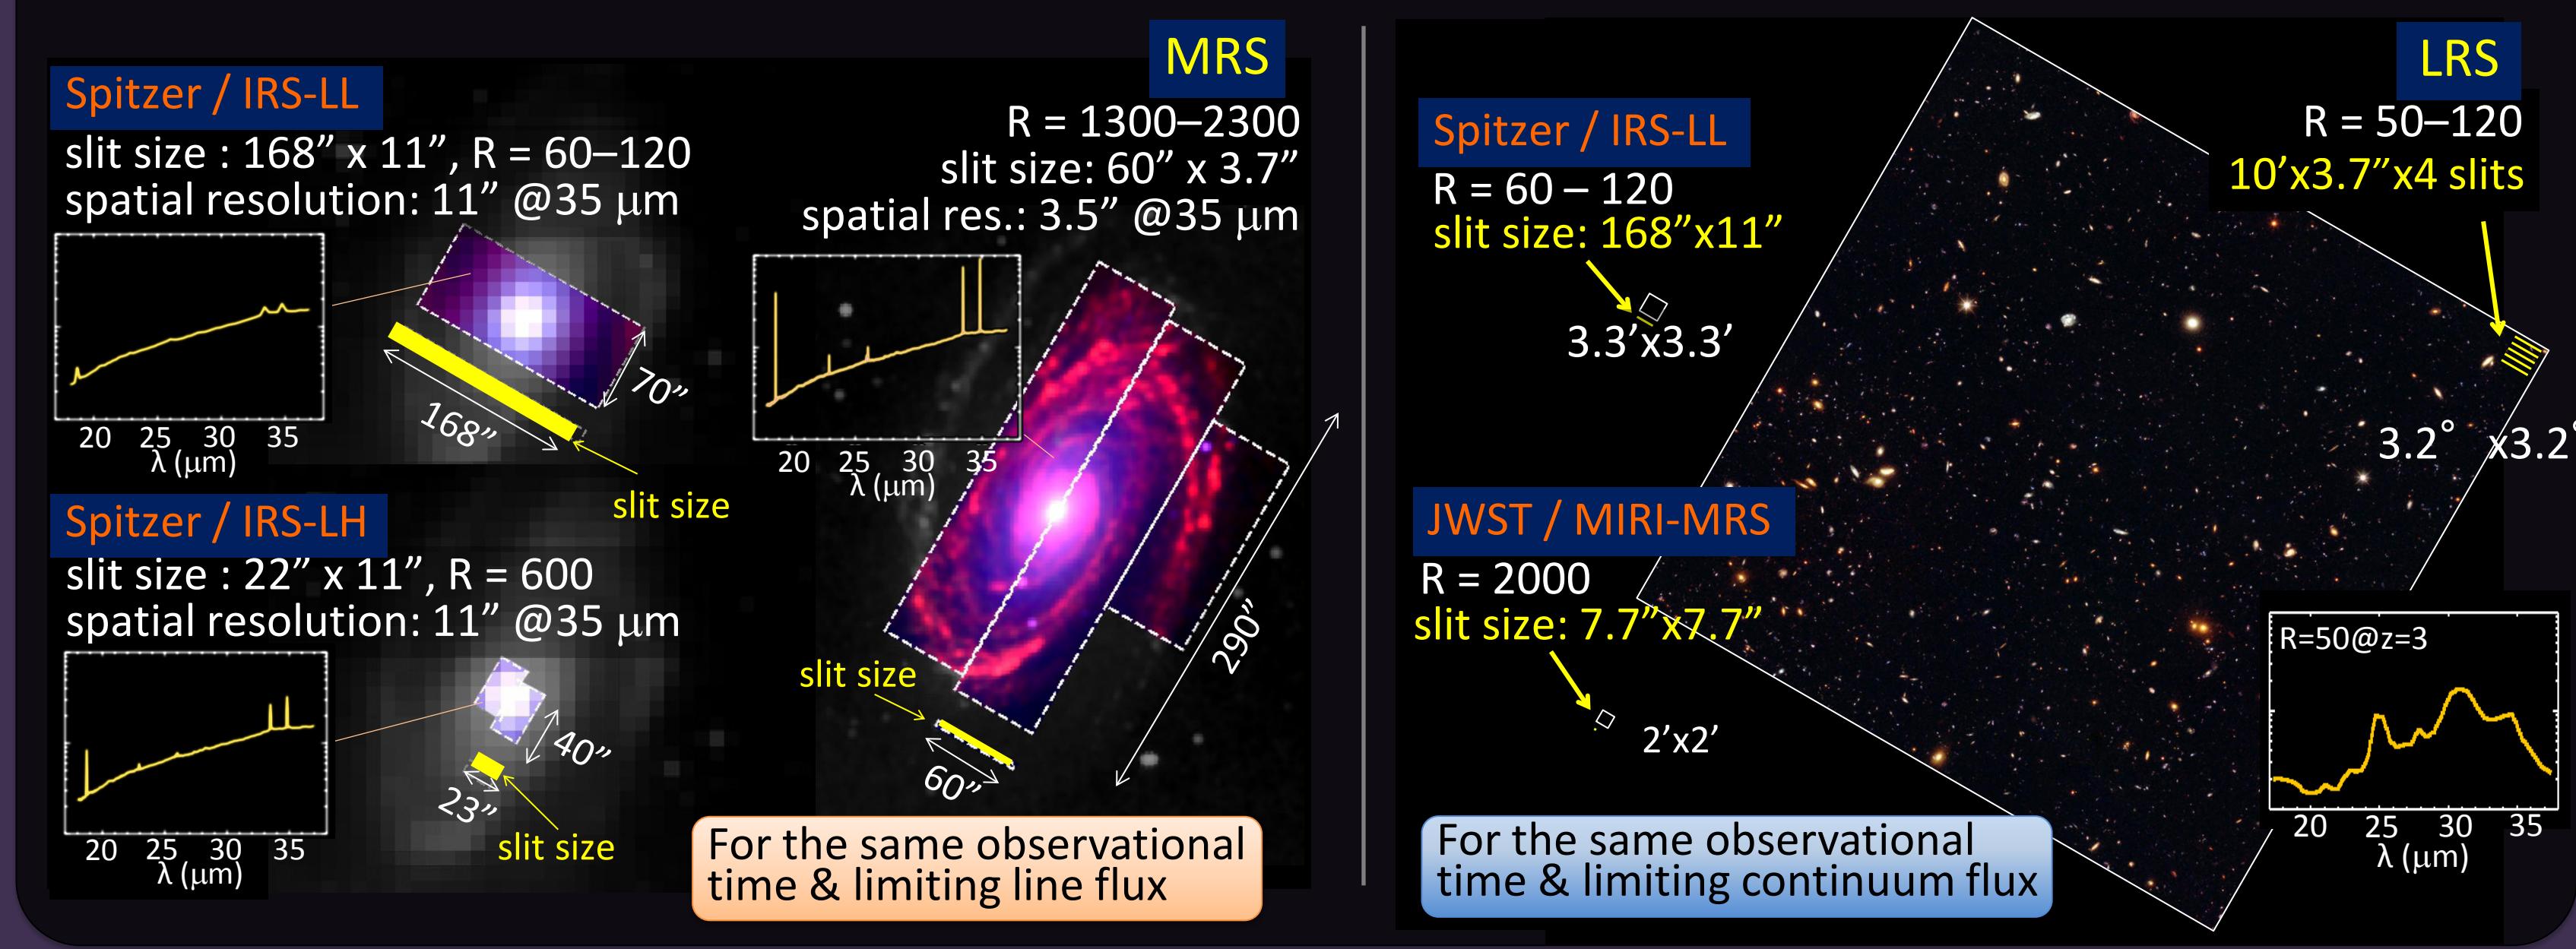 MRS
Spitzer / IRS-LL
slit size : 168” x 11”, R = 60–120
spatial resolution: 11” @35 μm
20 25 30 35
λ (μm)
168”
70”
slit size
Spitzer / IRS-LH
slit size : 22” x 11”, R = 600
spatial resolution: 11” @35 μm
20 25 30 35
λ (μm)
40”
23”
slit size
R = 1300–2300
slit size: 60” x 3.7”
spatial res.: 3.5” @35 μm
20 25 30 35
λ (μm)
slit size
60”
290”
For the same observational
time & limiting line flux
LRS
R = 50–120
10’x3.7”x4 slits
Spitzer / IRS-LL
R = 60 – 120
slit size: 168”x11”
3.3’x3.3’
3.2° x3.2°
JWST / MIRI-MRS
R = 2000
slit size: 7.7”x7.7”
2’x2’
R=50@z=3
20 25 30 35
λ (μm)
For the same observational
time & limiting continuum flux